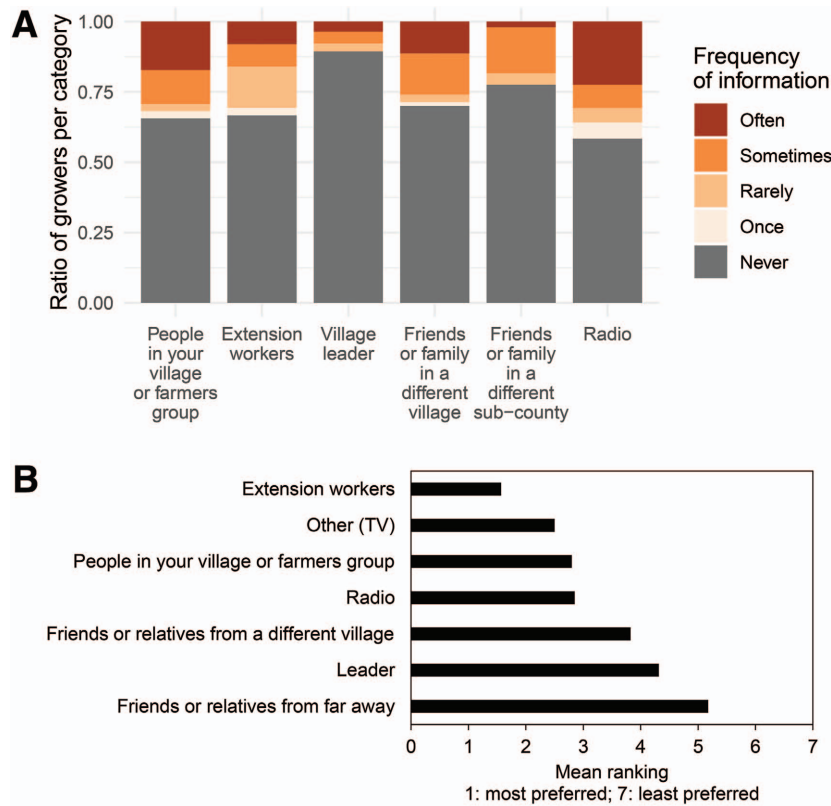 A
Ratio of growers per category
1.00
0.75
0.50
0.25
0.00
People
in your
village
or farmers
group
Extension
workers
Village
leader
Friends
or family
in a
different
village
Friends
or family
in a
different
sub−county
Radio
Frequency
of information
Often
Sometimes
Rarely
Once
Never
B
Extension workers
Other (TV)
People in your village or farmers group
Radio
Friends or relatives from a different village
Leader
Friends or relatives from far away
0 1 2 3 4 5 6 7
Mean ranking
1: most preferred; 7: least preferred